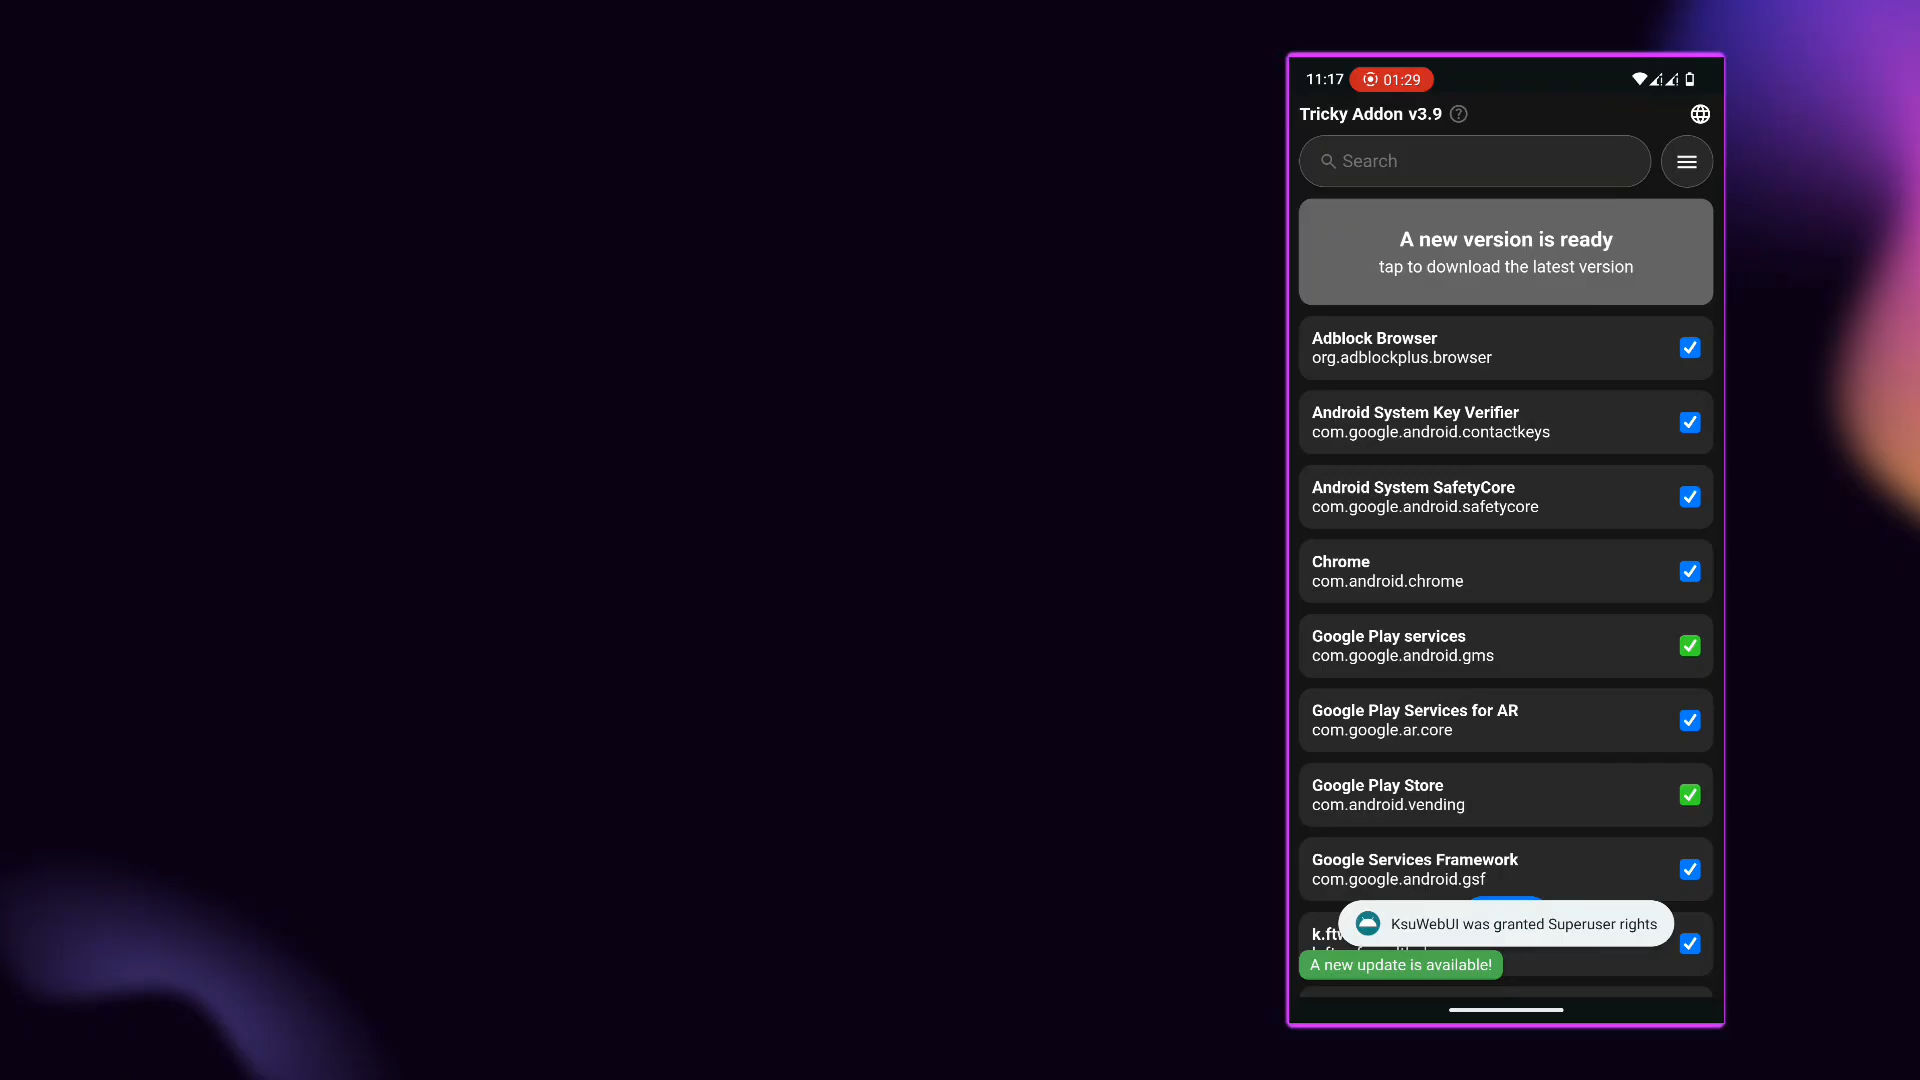 11:17 01:29
Tricky Addon v3.9
Search
A new version is ready
tap to download the latest version
Adblock Browser
org.adblockplus.browser
Android System Key Verifier
com.google.android.contactkeys
Android System SafetyCore
com.google.android.safetycore
Chrome
com.android.chrome
Google Play services
com.google.android.gms
Google Play Services for AR
com.google.ar.core
Google Play Store
com.android.vending
Google Services Framework
com.google.android.gsf
KsuWebUI was granted Superuser rights
A new update is available!